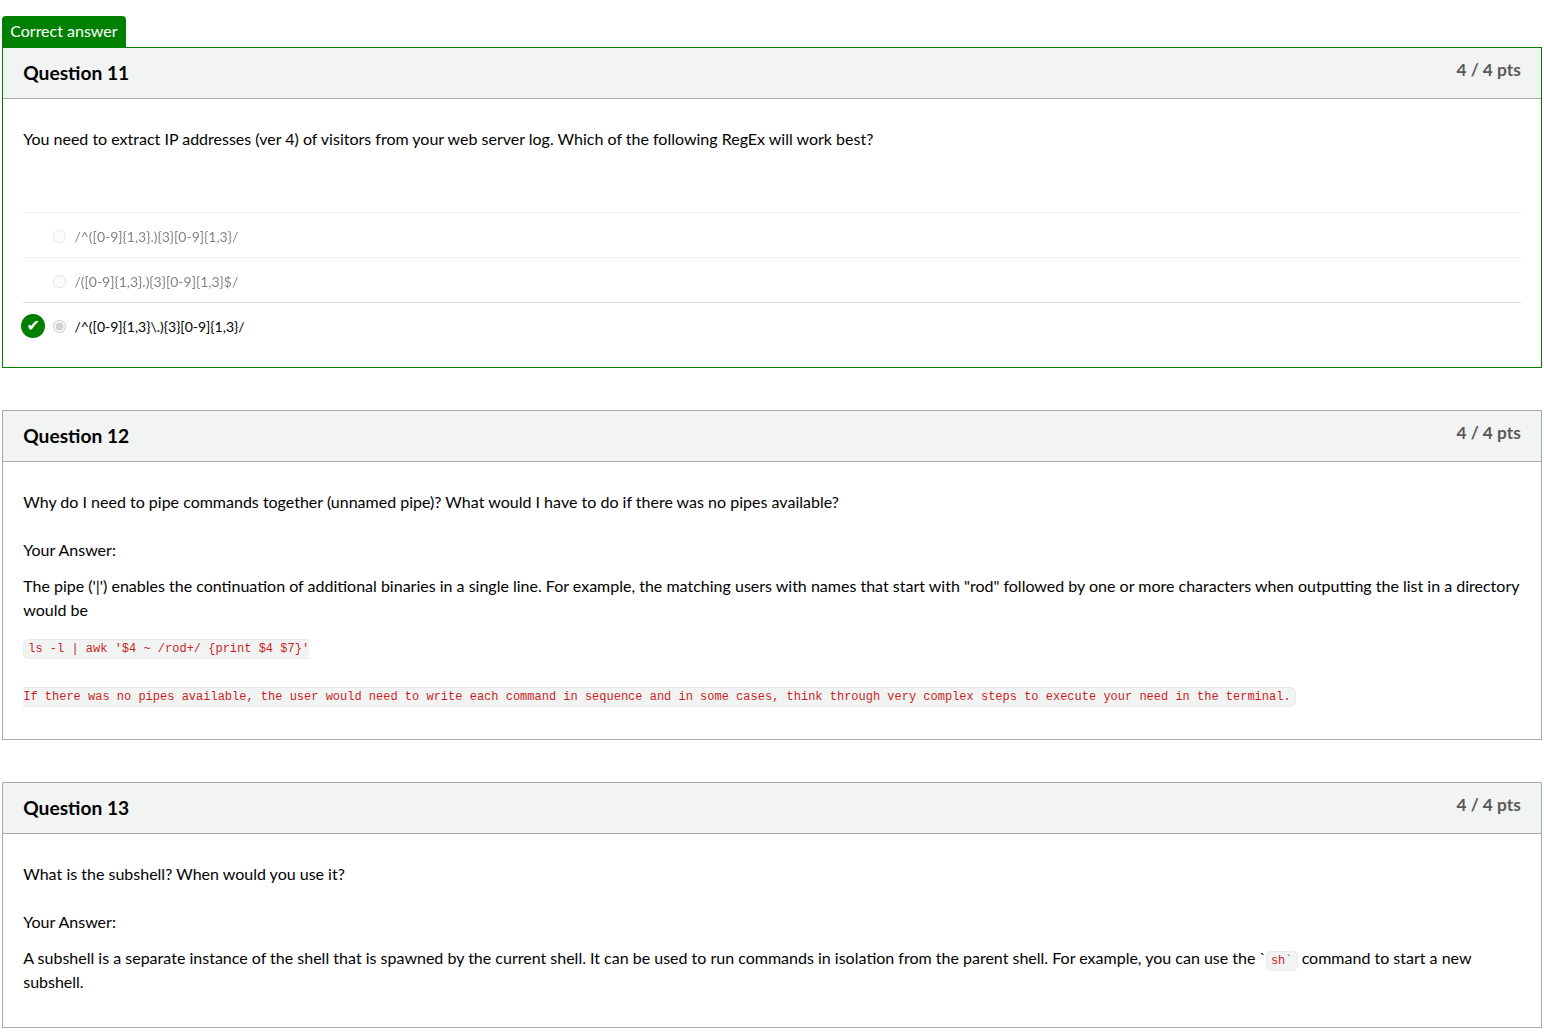 Correct answer
Question 11
4 / 4 pts
You need to extract IP addresses (ver 4) of visitors from your web server log. Which of the following RegEx will work best?
/^([0-9]{1,3}.){3}[0-9]{1,3}/
/([0-9]{1,3}.){3}[0-9]{1,3}$/
/^([0-9]{1,3}\.){3}[0-9]{1,3}/
Question 12
4 / 4 pts
Why do I need to pipe commands together (unnamed pipe)? What would I have to do if there was no pipes available?
Your Answer:
The pipe ('|') enables the continuation of additional binaries in a single line. For example, the matching users with names that start with "rod" followed by one or more characters when outputting the list in a directory
would be
ls -l | awk '$4 ~ /rod+/ {print $4 $7}'
If there was no pipes available, the user would need to write each command in sequence and in some cases, think through very complex steps to execute your need in the terminal.
Question 13
4 / 4 pts
What is the subshell? When would you use it?
Your Answer:
A subshell is a separate instance of the shell that is spawned by the current shell. It can be used to run commands in isolation from the parent shell. For example, you can use the `sh` command to start a new
subshell.